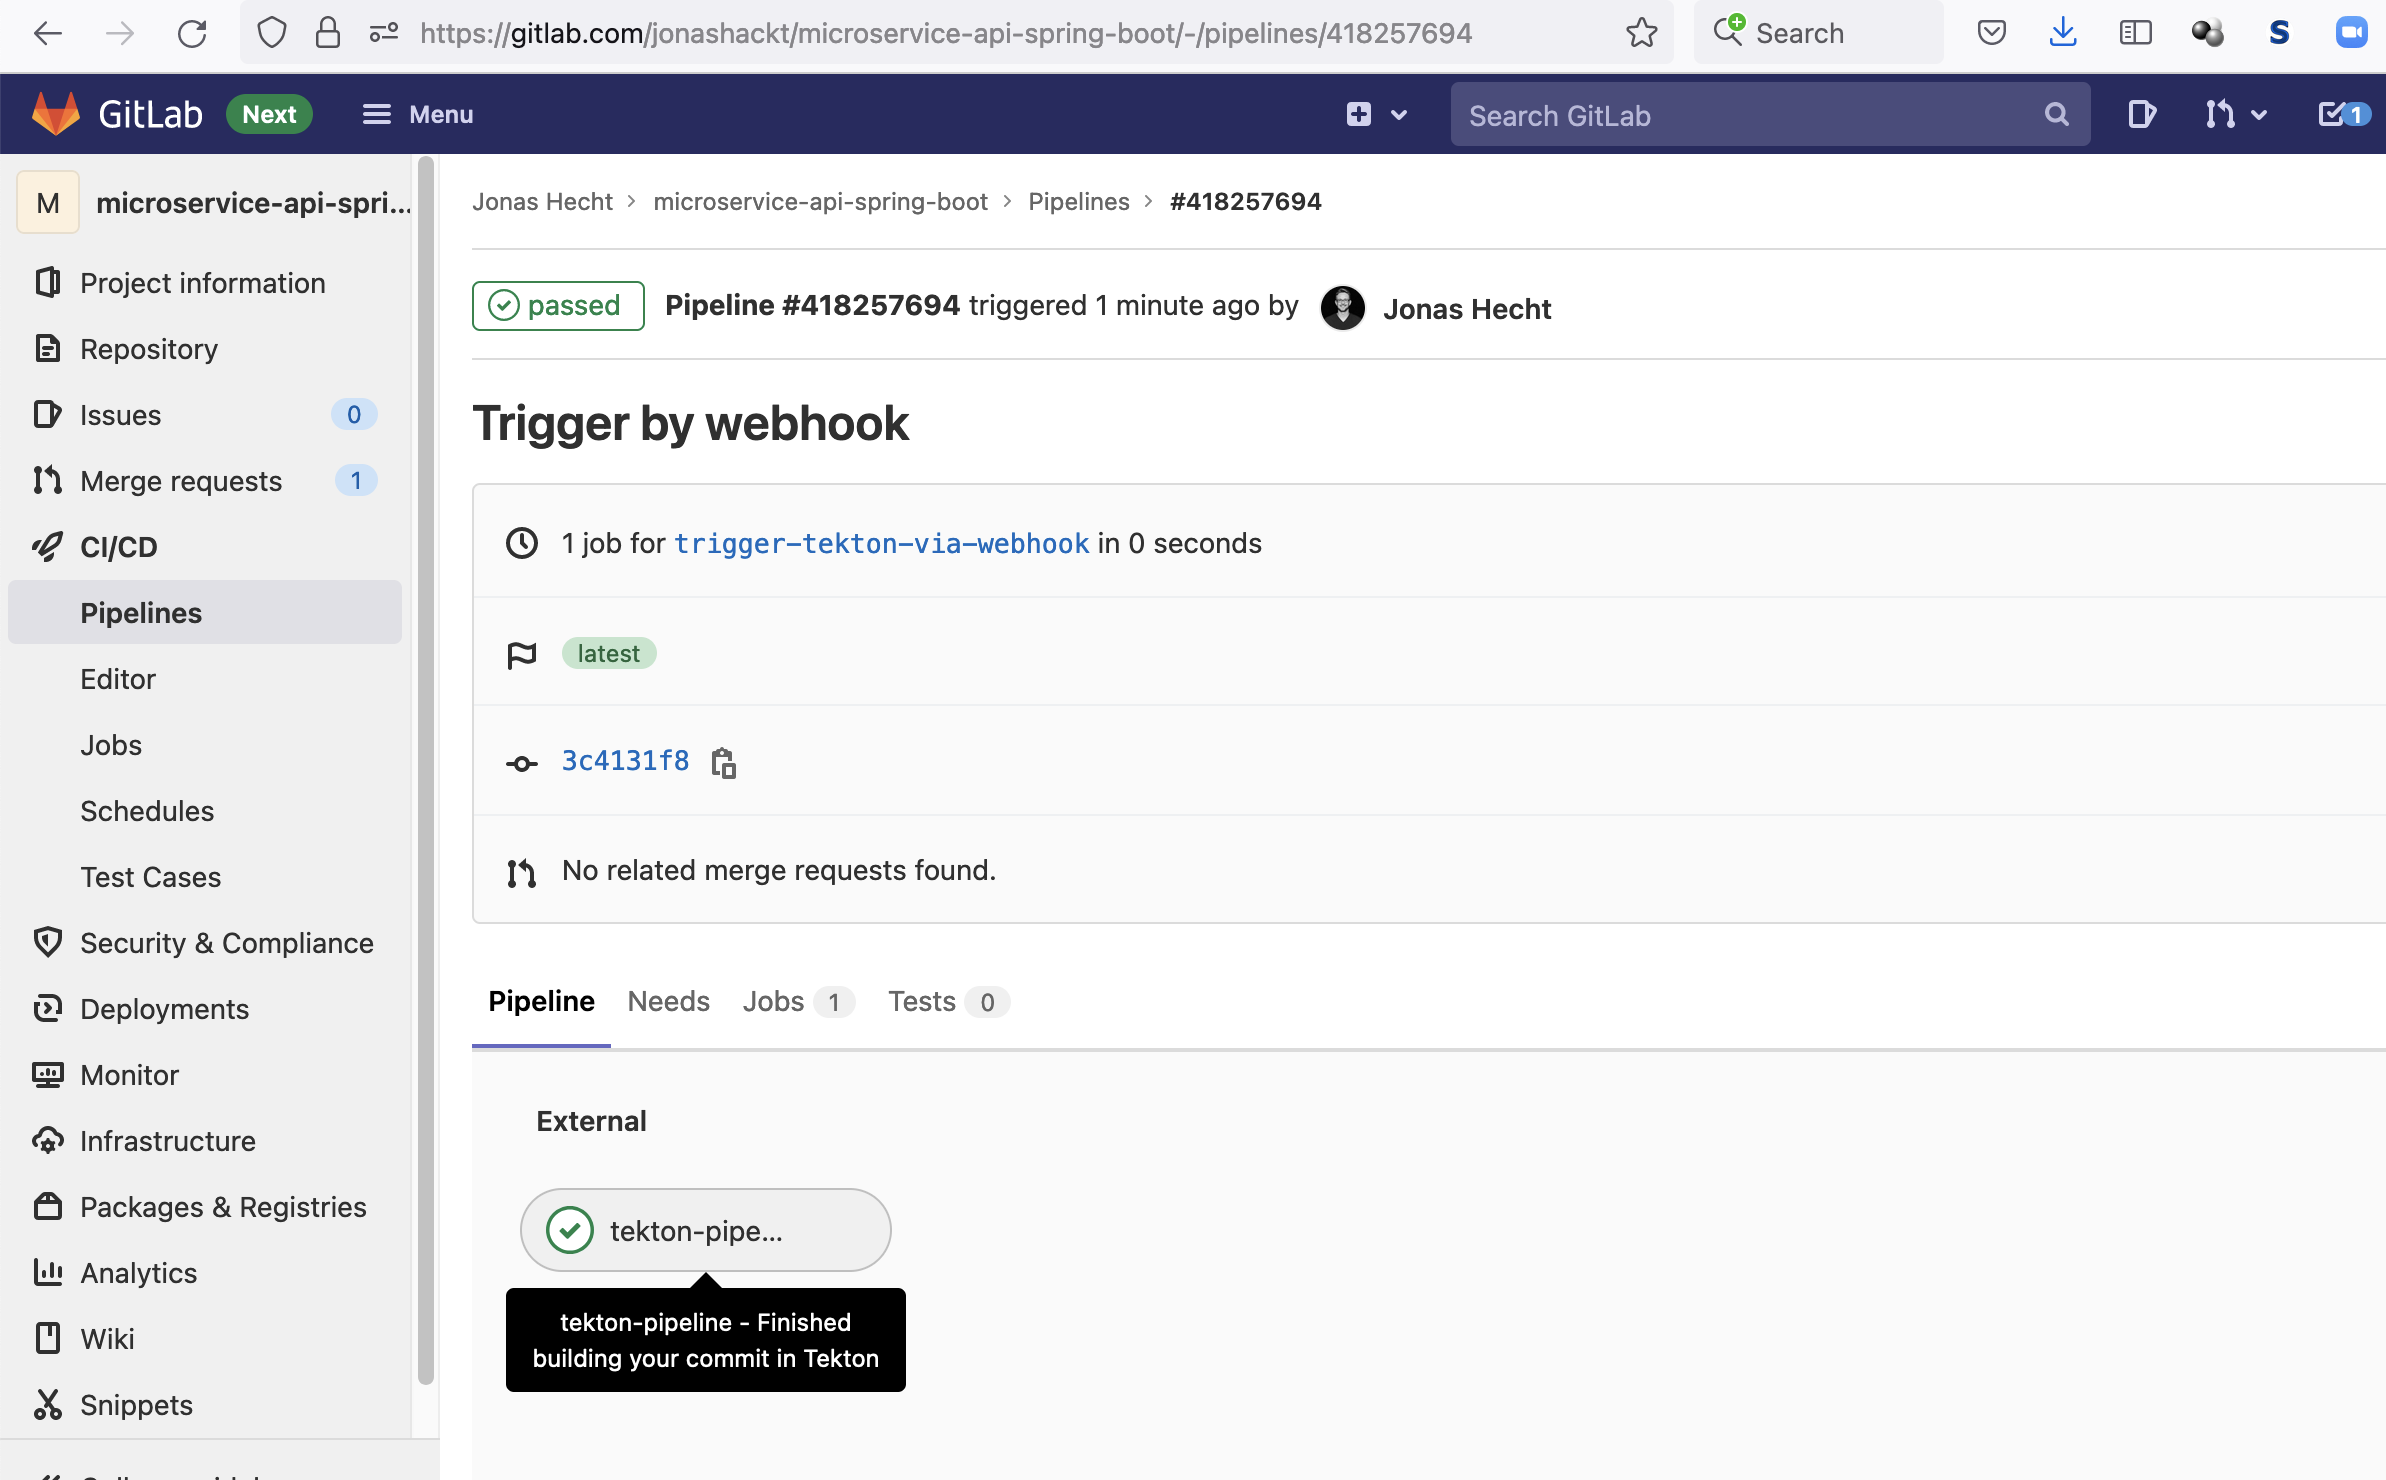 https://gitlab.com/jonashackt/microservice-api-spring-boot/-/pipelines/418257694
Search
S
GitLab
Next
Menu
Search GitLab
1
M
microservice-api-spri...
Project information
Repository
Issues
0
Merge requests
1
CI/CD
Pipelines
Editor
Jobs
Schedules
Test Cases
Security & Compliance
Deployments
Monitor
Infrastructure
Packages & Registries
Analytics
Wiki
Snippets
Jonas Hecht > microservice-api-spring-boot > Pipelines > #418257694
passed
Pipeline #418257694 triggered 1 minute ago by Jonas Hecht
Trigger by webhook
1 job for trigger-tekton-via-webhook in 0 seconds
latest
3c4131f8
No related merge requests found.
Pipeline Needs Jobs 1 Tests 0
External
tekton-pipe...
tekton-pipeline - Finished
building your commit in Tekton